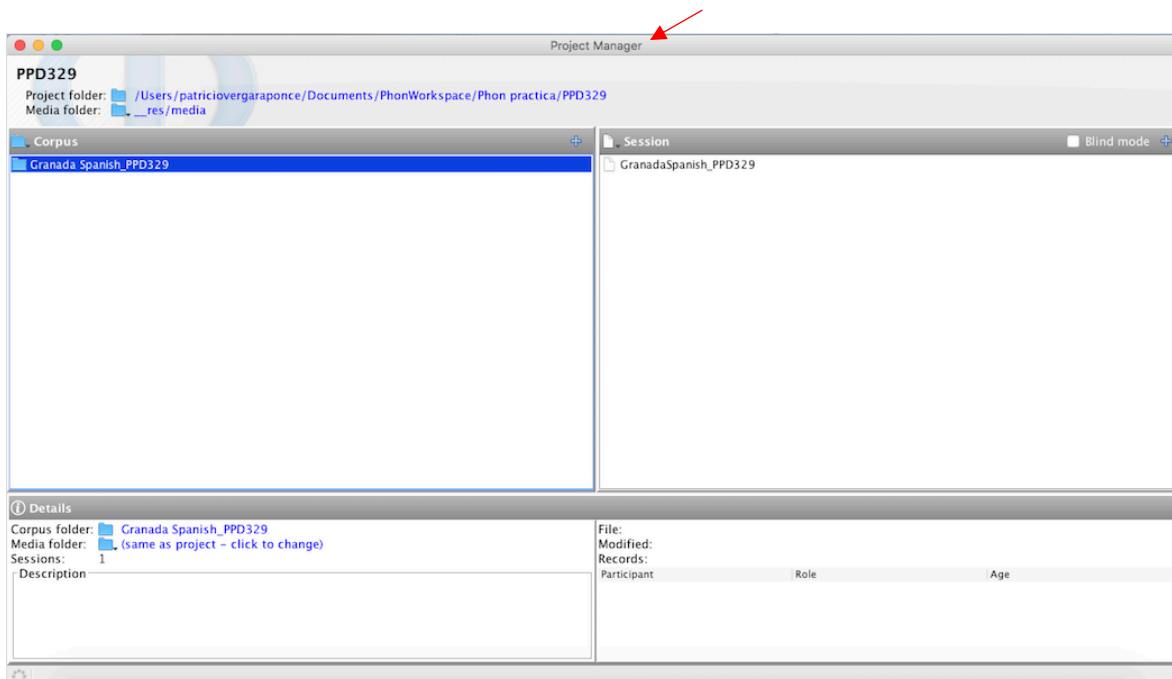 Project Manager
PPD329
Project folder: /Users/patriciovergaraponce/Documents/PhonWorkspace/Phon practica/PPD329
Media folder: __res/media
Corpus
Session Blind mode
Granada Spanish_PPD329
GranadaSpanish_PPD329
Details
Corpus folder: Granada Spanish_PPD329
Media folder: (same as project – click to change)
Sessions: 1
Description
File:
Modified:
Records:
Participant Role Age